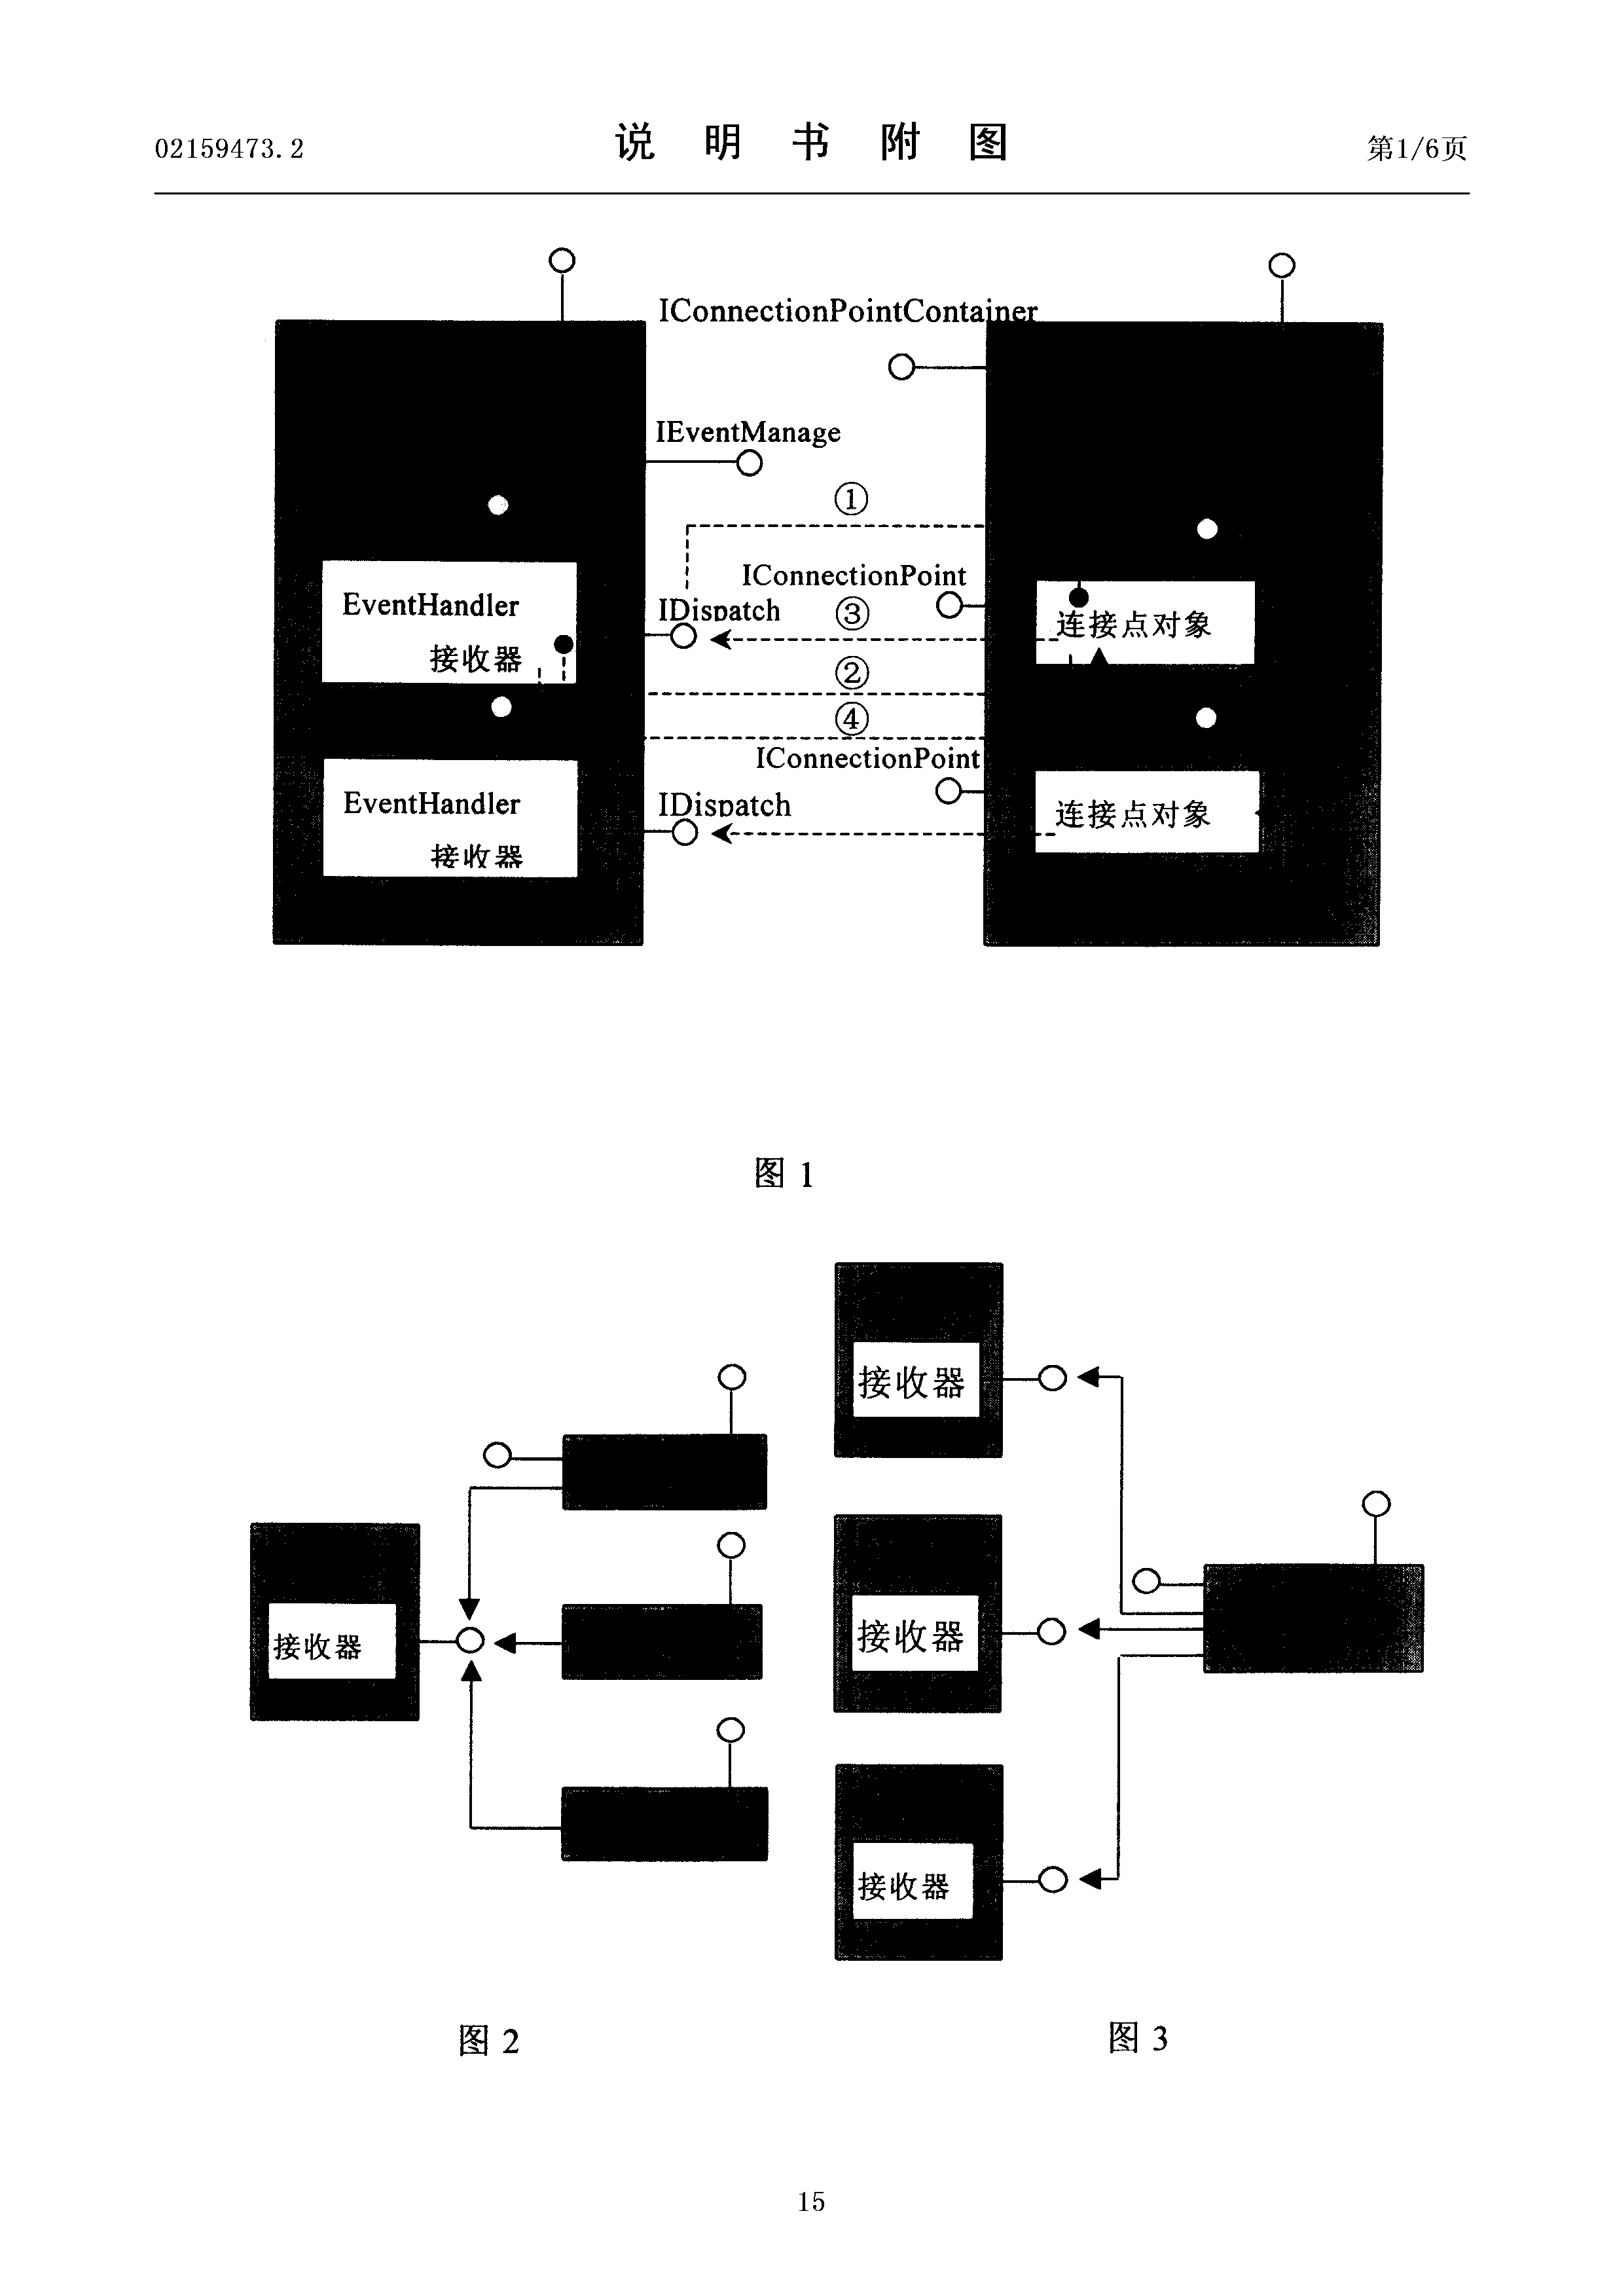 02159473.2
说明书附图
第1/6页
IConnectionPointContainer
IEventManage
①
IConnectionPoint
EventHandler
接收器
IDispatch
③
连接点对象
②
④
IConnectionPoint
EventHandler
接收器
IDispatch
连接点对象
图 1
接收器
接收器
接收器
接收器
图 2
图 3
15